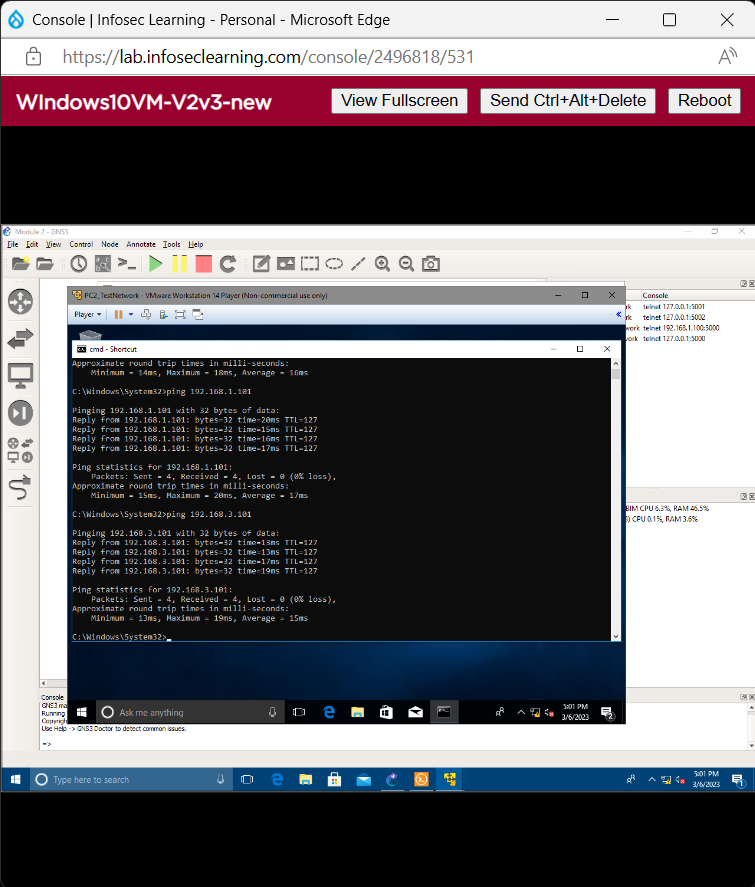 Console | Infosec Learning - Personal - Microsoft Edge
https://lab.infoseclearning.com/console/2496818/531
WIndows10VM-V2v3-new
View Fullscreen
Send Ctrl+Alt+Delete
Reboot
Module 2 - GNS3
File Edit View Control Node Annotate Tools Help
PC2_TestNetwork - VMware Workstation 14 Player (Non-commercial use only)
Console
Player
rk telnet 127.0.0.1:5001
rk telnet 127.0.0.1:5002
work telnet 192.168.1.100:5000
ork telnet 127.0.0.1:5000
cmd - Shortcut
Approximate round trip times in milli-seconds:
Minimum = 14ms, Maximum = 18ms, Average = 16ms
C:\Windows\System32>ping 192.168.1.101
Pinging 192.168.1.101 with 32 bytes of data:
Reply from 192.168.1.101: bytes=32 time=20ms TTL=127
Reply from 192.168.1.101: bytes=32 time=15ms TTL=127
Reply from 192.168.1.101: bytes=32 time=16ms TTL=127
Reply from 192.168.1.101: bytes=32 time=17ms TTL=127
Ping statistics for 192.168.1.101:
Packets: Sent = 4, Received = 4, Lost = 0 (0% loss),
Approximate round trip times in milli-seconds:
Minimum = 15ms, Maximum = 20ms, Average = 17ms
C:\Windows\System32>ping 192.168.3.101
Pinging 192.168.3.101 with 32 bytes of data:
Reply from 192.168.3.101: bytes=32 time=13ms TTL=127
Reply from 192.168.3.101: bytes=32 time=13ms TTL=127
Reply from 192.168.3.101: bytes=32 time=17ms TTL=127
Reply from 192.168.3.101: bytes=32 time=19ms TTL=127
Ping statistics for 192.168.3.101:
Packets: Sent = 4, Received = 4, Lost = 0 (0% loss),
Approximate round trip times in milli-seconds:
Minimum = 13ms, Maximum = 19ms, Average = 15ms
C:\Windows\System32>_
BIM CPU 6.3%, RAM 46.5%
) CPU 0.1%, RAM 3.6%
Console
GNS3 ma
Running
Copyrigh
Use Help -> GNS3 Doctor to detect common issues.
=>
Ask me anything
5:01 PM
3/6/2023
2
Type here to search
5:01 PM
3/6/2023
1